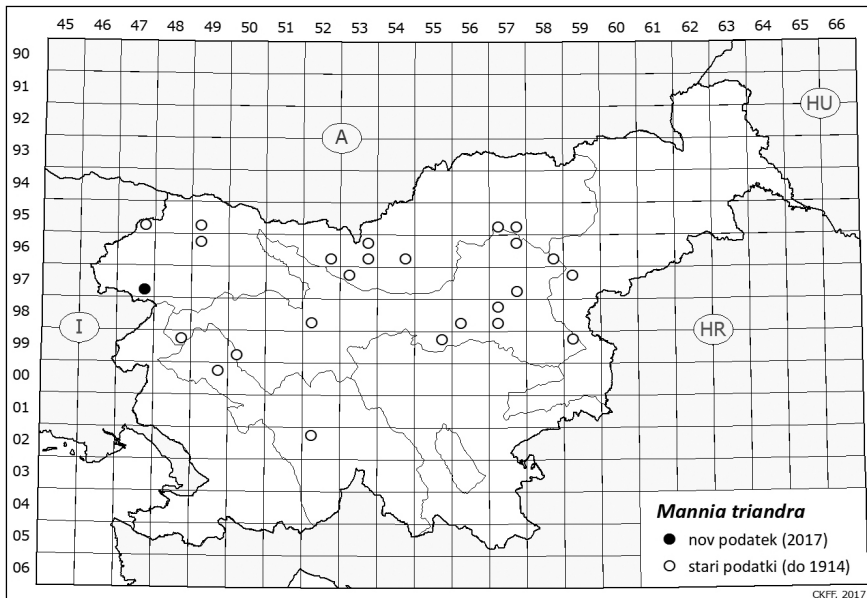 45 46 47 48 49 50 51 52 53 54 55 56 57 58 59 60 61 62 63 64 65 66
90
91
92
93
94
95
96
97
98
99
00
01
02
03
04
05
06
A
HU
I
HR
Mannia triandra
nov podatek (2017)
stari podatki (do 1914)
CKFF, 2017